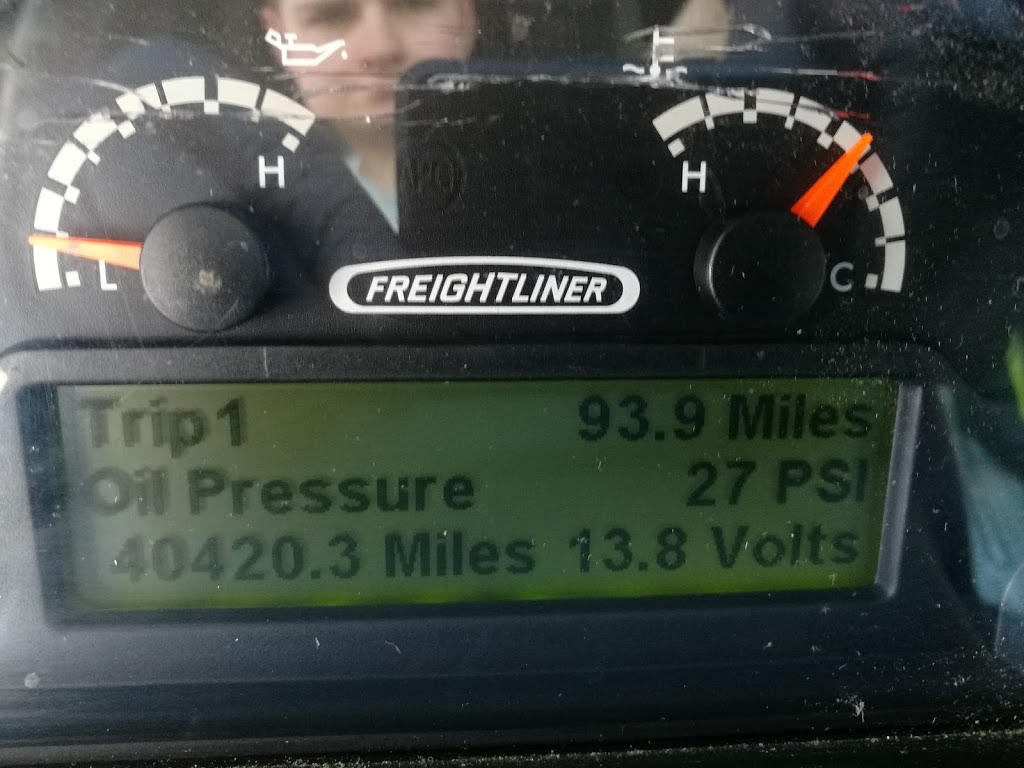 H
H
L
C
FREIGHTLINER
Trip1 93.9 Miles
Oil Pressure 27 PSI
40420.3 Miles 13.8 Volts